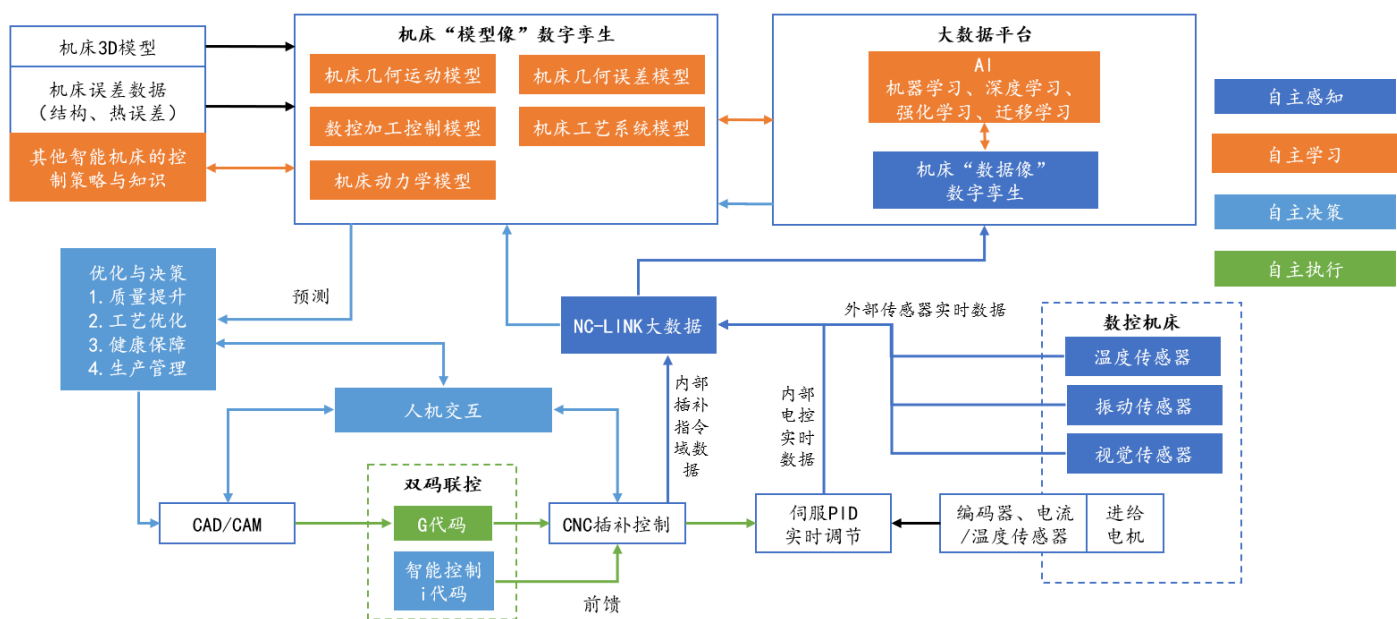 机床3D模型
机床误差数据
(结构、热误差)
其他智能机床的控
制策略与知识
机床“模型像”数字孪生
机床几何运动模型
机床几何误差模型
数控加工控制模型
机床工艺系统模型
机床动力学模型
大数据平台
AI
机器学习、深度学习、
强化学习、迁移学习
机床“数据像”
数字孪生
自主感知
自主学习
自主决策
自主执行
优化与决策
1.质量提升
2.工艺优化
3.健康保障
4.生产管理
预测
NC-LINK大数据
外部传感器实时数据
数控机床
温度传感器
振动传感器
视觉传感器
人机交互
内部
插补
指令
域数
据
内部
电控
实时
数据
双码联控
CAD/CAM
G代码
CNC插补控制
伺服PID
实时调节
编码器、电流
/温度传感器
进给
电机
智能控制
i代码
前馈